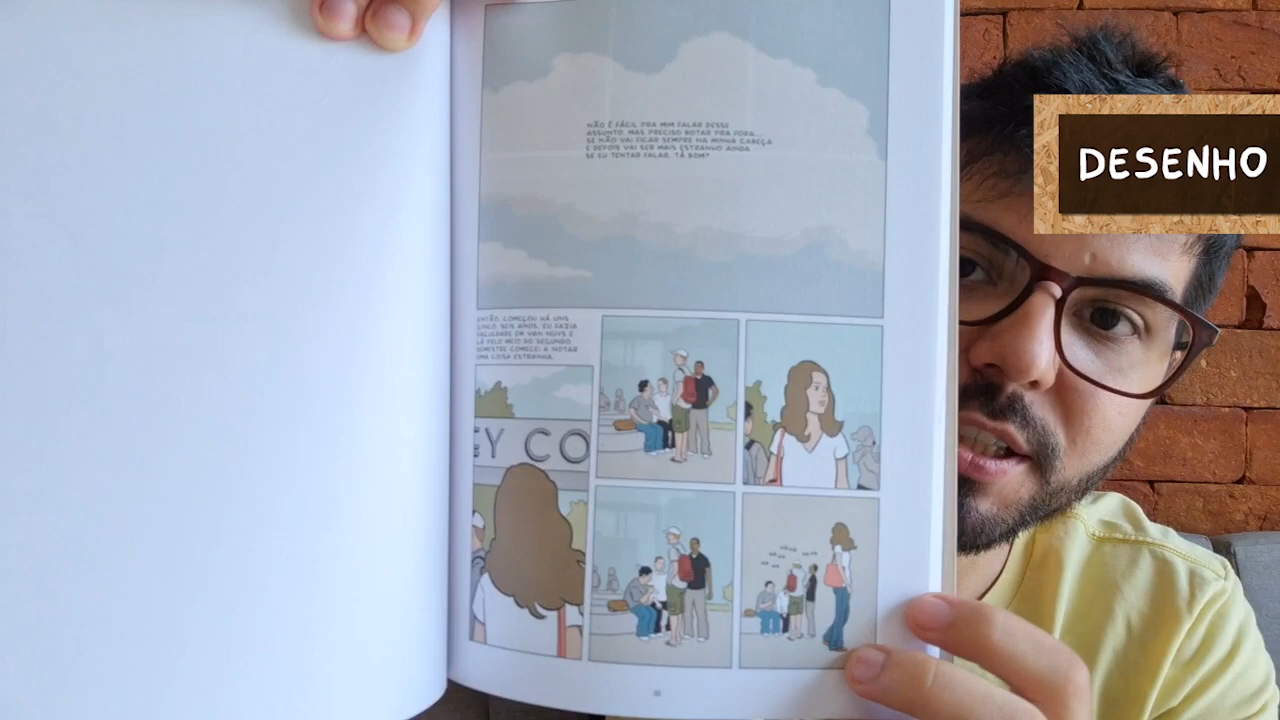 NÃO É FÁCIL PRA MIM FALAR DESSE
ASSUNTO, MAS PRECISO BOTAR PRA FORA...
SE NÃO VAI FICAR SEMPRE NA MINHA CABEÇA
E DEPOIS VAI SER MAIS ESTRANHO AINDA
SE EU TENTAR FALAR, TÁ BOM?
ENTÃO, COMEÇOU HÁ UNS
CINCO, SEIS ANOS. EU FAZIA
FACULDADE EM VAN NUYS E
LÁ PELO MEIO DO SEGUNDO
SEMESTRE COMECEI A NOTAR
UMA COISA ESTRANHA.
EY CO
DESENHO